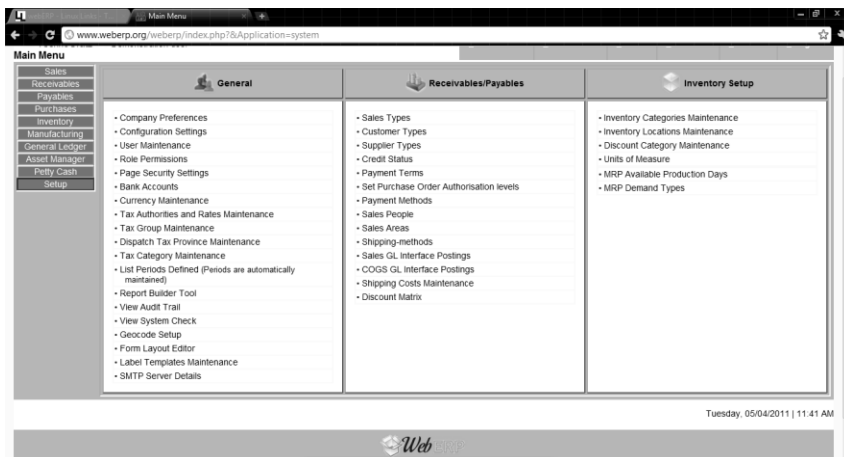 Main Menu
www.weberp.org/weberp/index.php?&Application=system
Main Menu
Sales
Receivables
Payables
Purchases
Inventory
Manufacturing
General Ledger
Asset Manager
Petty Cash
Setup
General
• Company Preferences
• Configuration Settings
• User Maintenance
• Role Permissions
• Page Security Settings
• Bank Accounts
• Currency Maintenance
• Tax Authorities and Rates Maintenance
• Tax Group Maintenance
• Dispatch Tax Province Maintenance
• Tax Category Maintenance
• List Periods Defined (Periods are automatically
maintained)
• Report Builder Tool
• View Audit Trail
• View System Check
• Geocode Setup
• Form Layout Editor
• Label Templates Maintenance
• SMTP Server Details
Receivables/Payables
• Sales Types
• Customer Types
• Supplier Types
• Credit Status
• Payment Terms
• Set Purchase Order Authorisation levels
• Payment Methods
• Sales People
• Sales Areas
• Shipping-methods
• Sales GL Interface Postings
• COGS GL Interface Postings
• Shipping Costs Maintenance
• Discount Matrix
Inventory Setup
• Inventory Categories Maintenance
• Inventory Locations Maintenance
• Discount Category Maintenance
• Units of Measure
• MRP Available Production Days
• MRP Demand Types
Tuesday, 05/04/2011 | 11:41 AM
Web